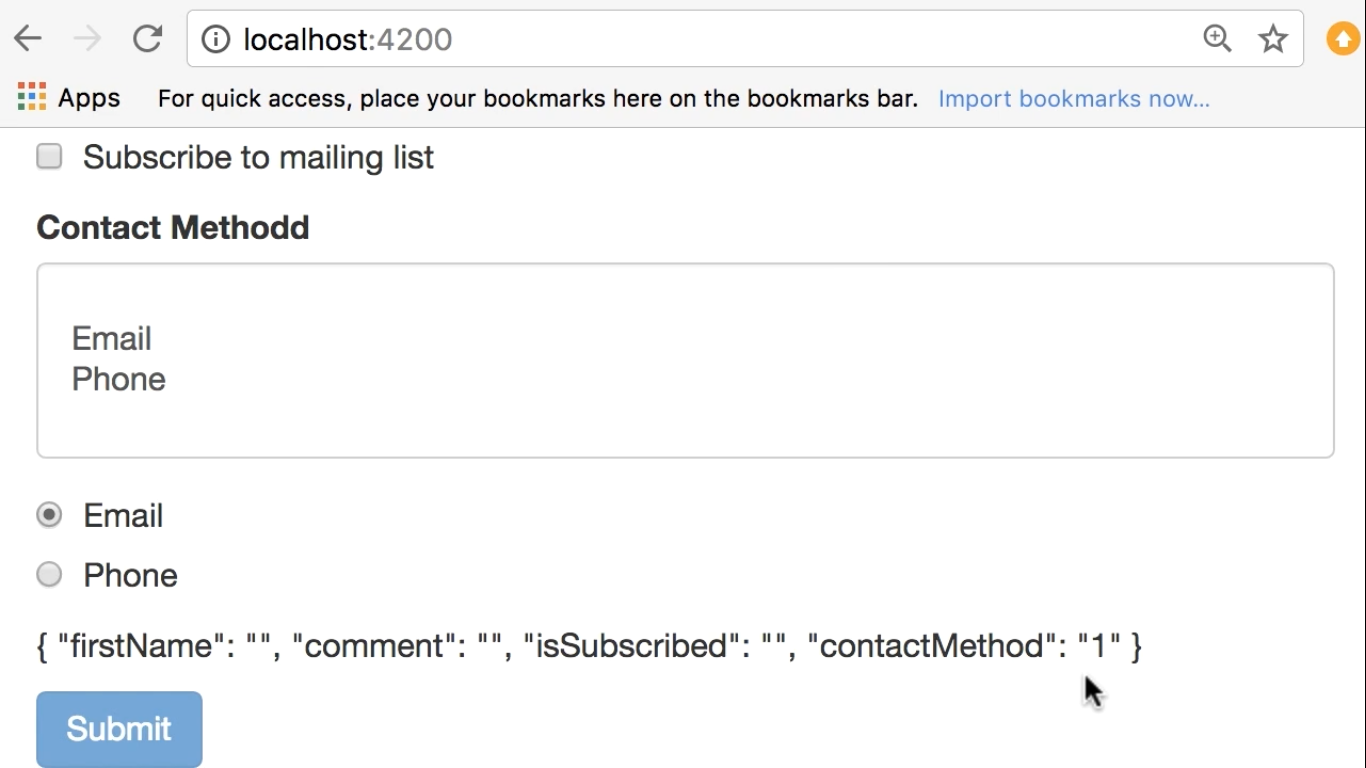 localhost:4200
Apps For quick access, place your bookmarks here on the bookmarks bar. Import bookmarks now...
Subscribe to mailing list
Contact Methodd
Email
Phone
Email
Phone
{ "firstName": "", "comment": "", "isSubscribed": "", "contactMethod": "1" }
Submit